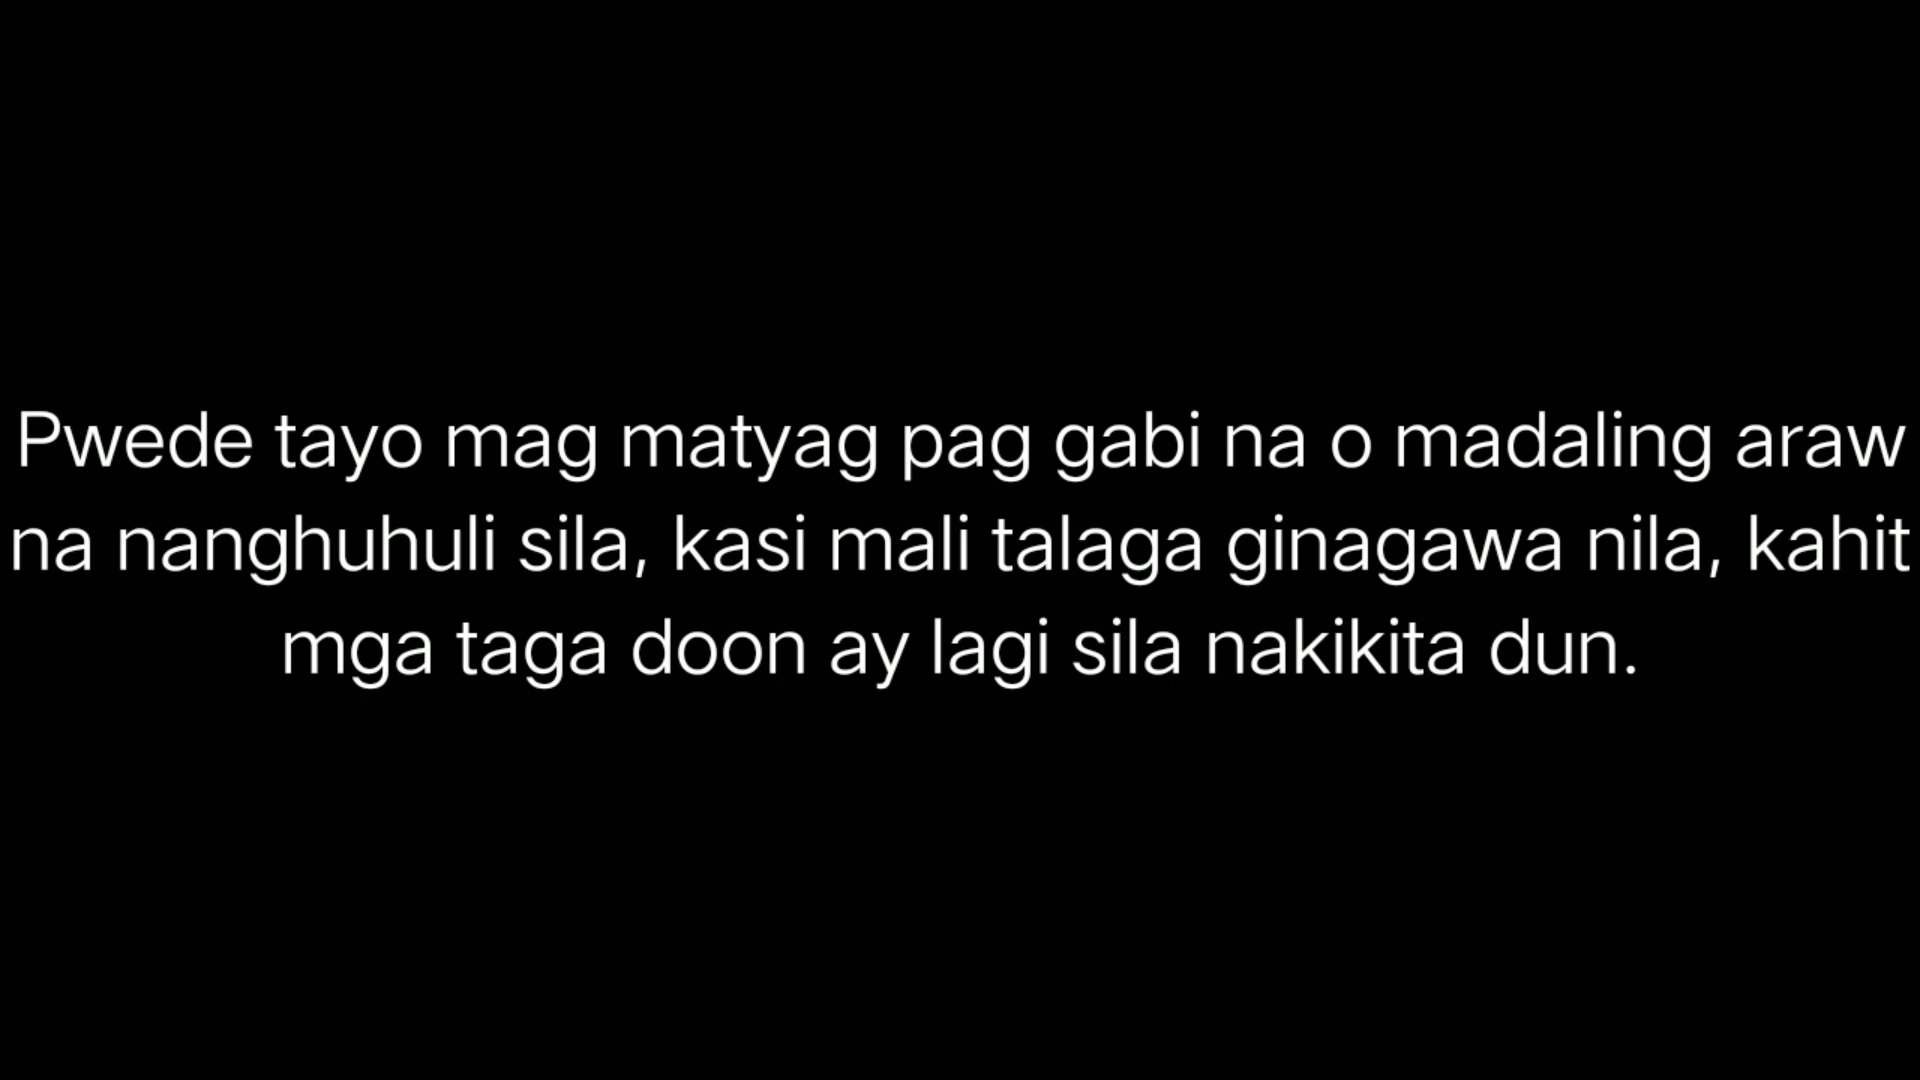 Pwede tayo mag matyag pag gabi na o madaling araw
na nanghuhuli sila, kasi mali talaga ginagawa nila, kahit
mga taga doon ay lagi sila nakikita dun.